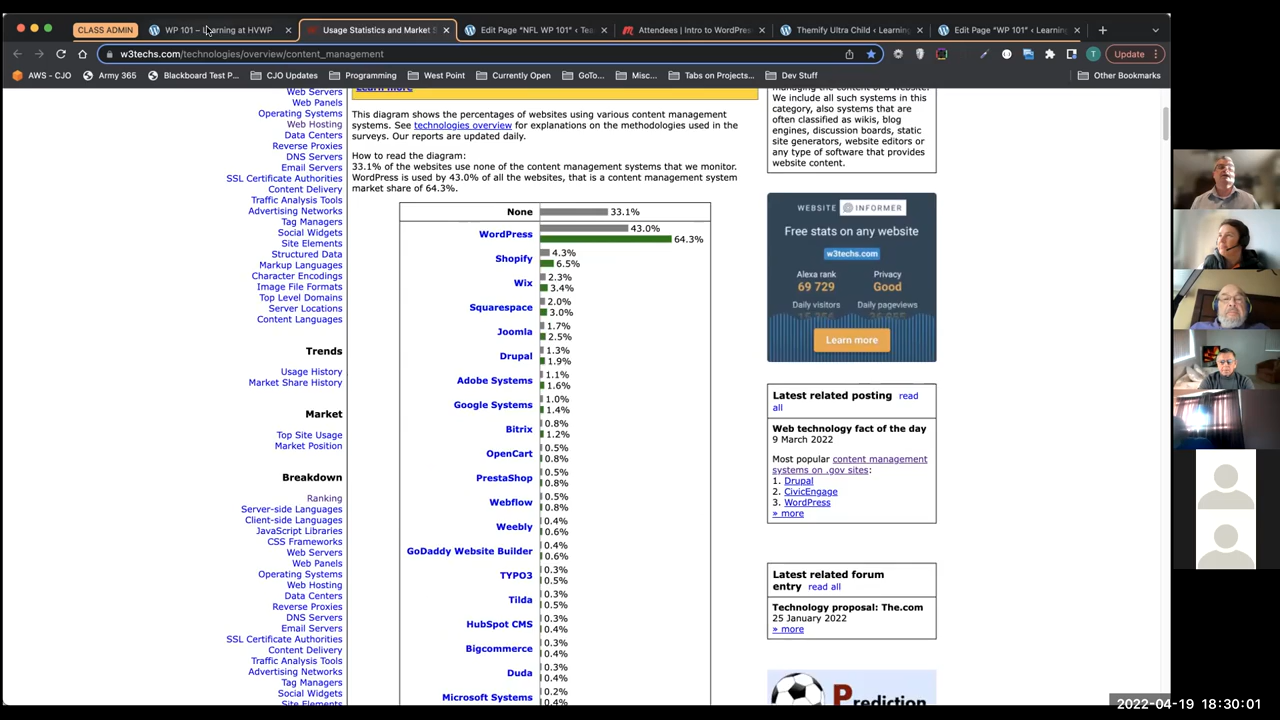 CLASS ADMIN
WP 101 – Learning at HVWP
Usage Statistics and Market S
Edit Page "NFL WP 101" ‹ Tea
Attendees | Intro to WordPress
Themify Ultra Child ‹ Learning
Edit Page "WP 101" ‹ Learning
w3techs.com/technologies/overview/content_management
T
Update
AWS - CJO
Army 365
Blackboard Test P...
CJO Updates
Programming
West Point
Currently Open
GoTo...
Misc...
Tabs on Projects...
Dev Stuff
Other Bookmarks
Web Servers
Web Panels
Operating Systems
Web Hosting
Data Centers
Reverse Proxies
DNS Servers
Email Servers
SSL Certificate Authorities
Content Delivery
Traffic Analysis Tools
Advertising Networks
Tag Managers
Social Widgets
Site Elements
Structured Data
Markup Languages
Character Encodings
Image File Formats
Top Level Domains
Server Locations
Content Languages
Trends
Usage History
Market Share History
Market
Top Site Usage
Market Position
Breakdown
Ranking
Server-side Languages
Client-side Languages
JavaScript Libraries
CSS Frameworks
Web Servers
Web Panels
Operating Systems
Web Hosting
Data Centers
Reverse Proxies
DNS Servers
Email Servers
SSL Certificate Authorities
Content Delivery
Traffic Analysis Tools
Advertising Networks
Tag Managers
Social Widgets
Site Elements
Learn more
This diagram shows the percentages of websites using various content management
systems. See technologies overview for explanations on the methodologies used in the
surveys. Our reports are updated daily.
How to read the diagram:
33.1% of the websites use none of the content management systems that we monitor.
WordPress is used by 43.0% of all the websites, that is a content management system
market share of 64.3%.
None 33.1%
WordPress 43.0%
64.3%
Shopify 4.3%
6.5%
Wix 2.3%
3.4%
Squarespace 2.0%
3.0%
Joomla 1.7%
2.5%
Drupal 1.3%
1.9%
Adobe Systems 1.1%
1.6%
Google Systems 1.0%
1.4%
Bitrix 0.8%
1.2%
OpenCart 0.5%
0.8%
PrestaShop 0.5%
0.8%
Webflow 0.5%
0.8%
Weebly 0.4%
0.6%
GoDaddy Website Builder 0.4%
0.6%
TYPO3 0.3%
0.5%
Tilda 0.3%
0.5%
HubSpot CMS 0.3%
0.4%
Bigcommerce 0.3%
0.4%
Duda 0.3%
0.4%
Microsoft Systems 0.2%
0.4%
managing the content of a website.
We include all such systems in this
category, also systems that are
often classified as wikis, blog
engines, discussion boards, static
site generators, website editors or
any type of software that provides
website content.
WEBSITE INFORMER
Free stats on any website
w3techs.com
Alexa rank
69 729
Privacy
Good
Daily visitors
Daily pageviews
Learn more
Latest related posting read
all
Web technology fact of the day
9 March 2022
Most popular content management
systems on .gov sites:
1. Drupal
2. CivicEngage
3. WordPress
» more
Latest related forum
entry read all
Technology proposal: The.com
25 January 2022
» more
Prediction
2022-04-19 18:30:01